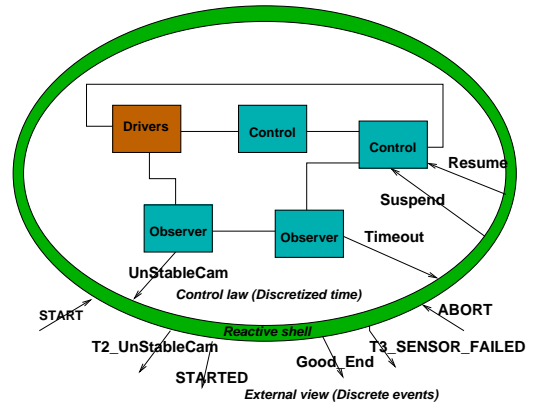 Drivers
Control
Control
Resume
Suspend
Observer
Observer
Timeout
UnStableCam
Control law (Discretized time)
START
ABORT
Reactive shell
T2_UnStableCam
T3_SENSOR_FAILED
Good_End
STARTED
External view (Discrete events)